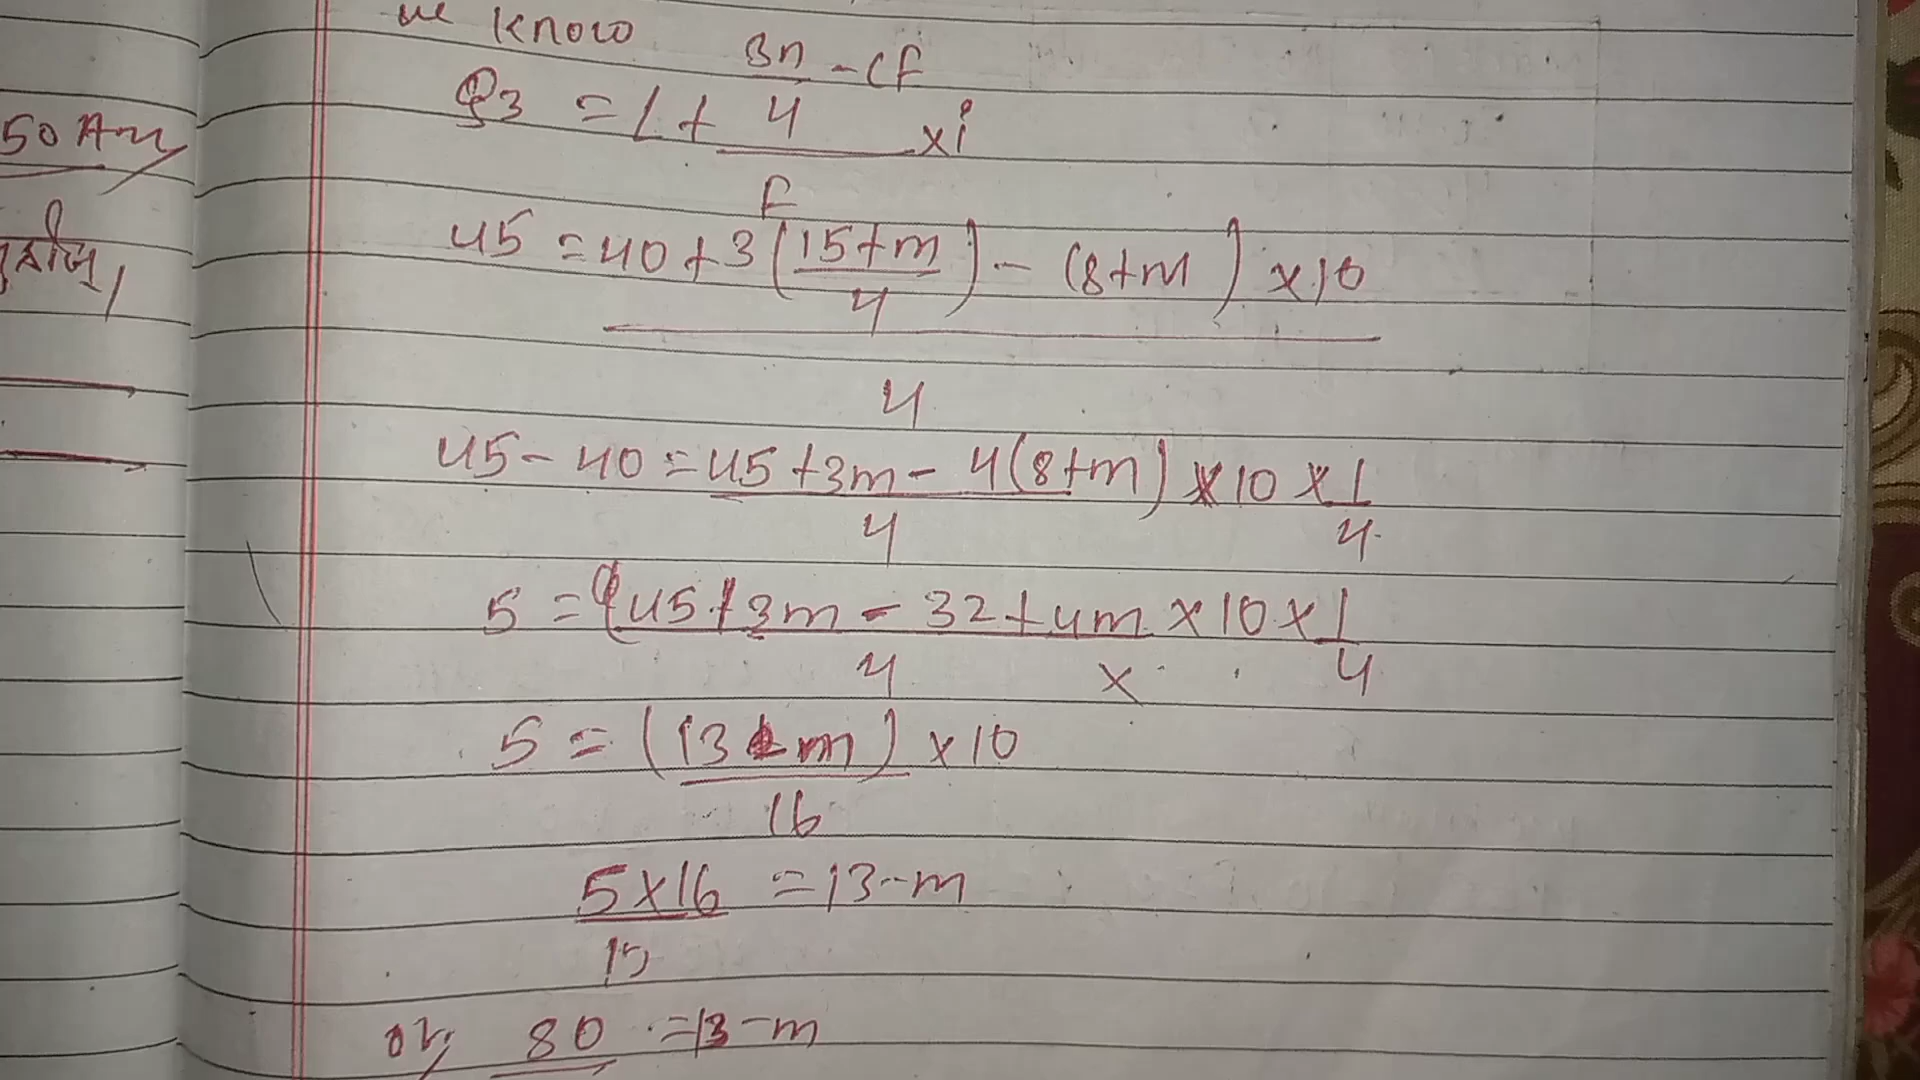 we know
3n - cf
Q3 = L + 4 × i
f
45 = 40 + 3 (15+m) - (8+m) × 10
4
4
45 - 40 = 45 + 3m - 4(8+m) × 10 × 1
4 4
5 = {45 + 3m - 32 + 4m × 10 × 1
4 × 4
5 = (13 - m) × 10
16
5×16 = 13 - m
10
or, 80 = 13 - m
50 Ans